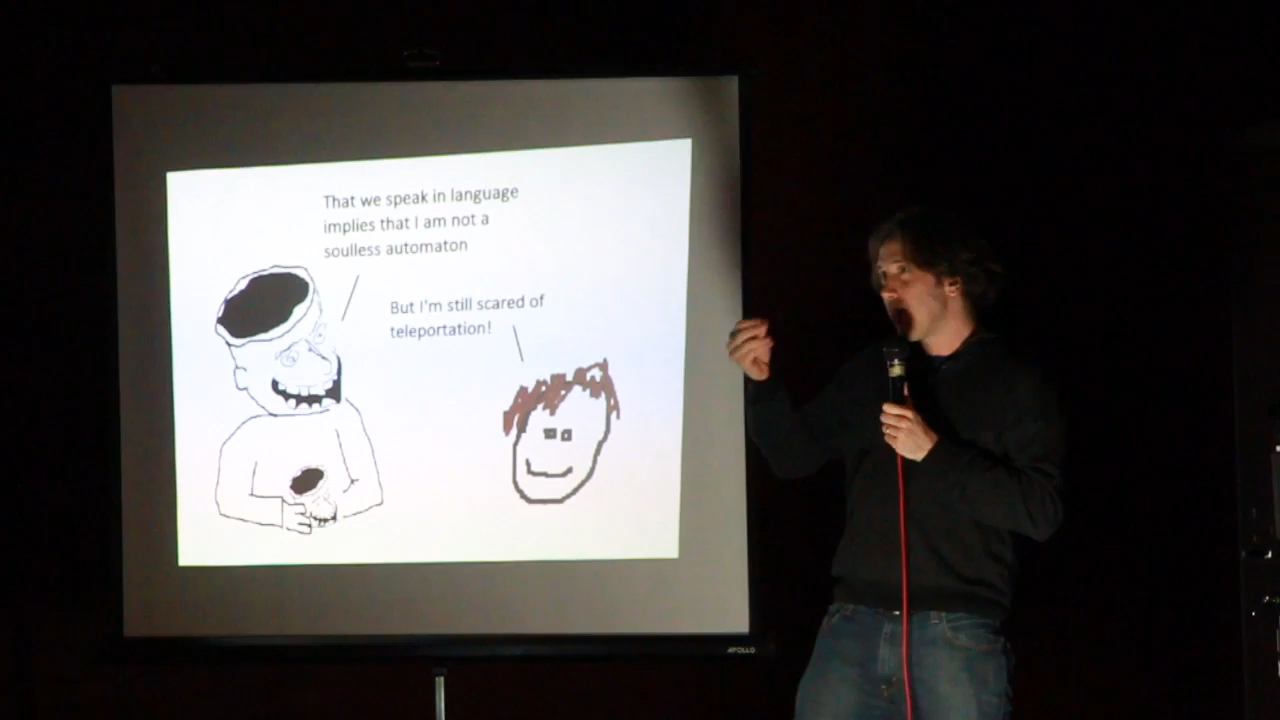 That we speak in language
implies that I am not a
soulless automaton
But I'm still scared of
teleportation!
APOLLO